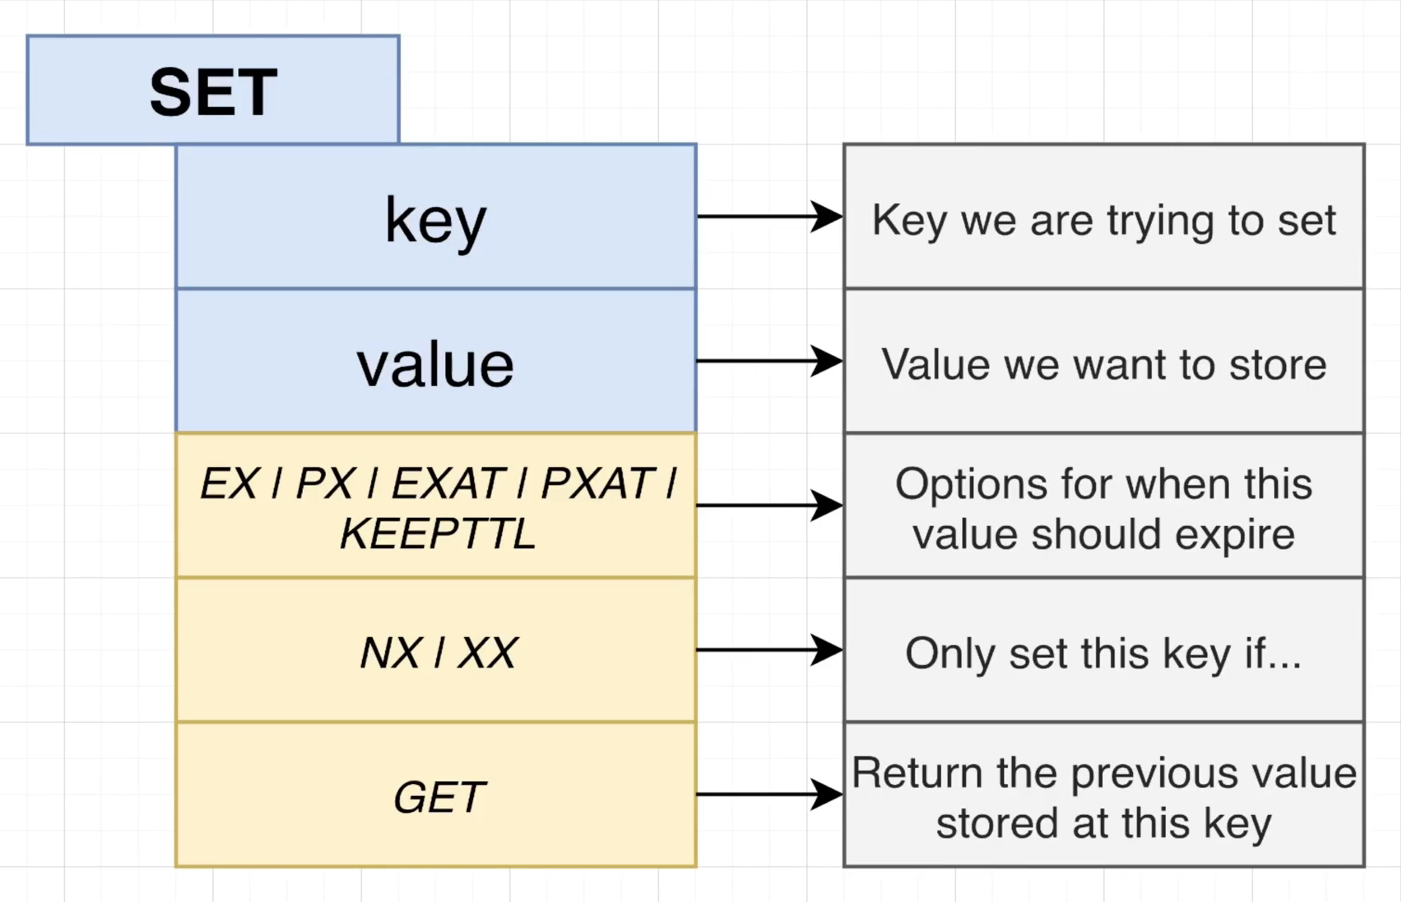 SET
key
Key we are trying to set
value
Value we want to store
EX | PX | EXAT | PXAT |
KEEPTTL
Options for when this
value should expire
NX | XX
Only set this key if...
GET
Return the previous value
stored at this key